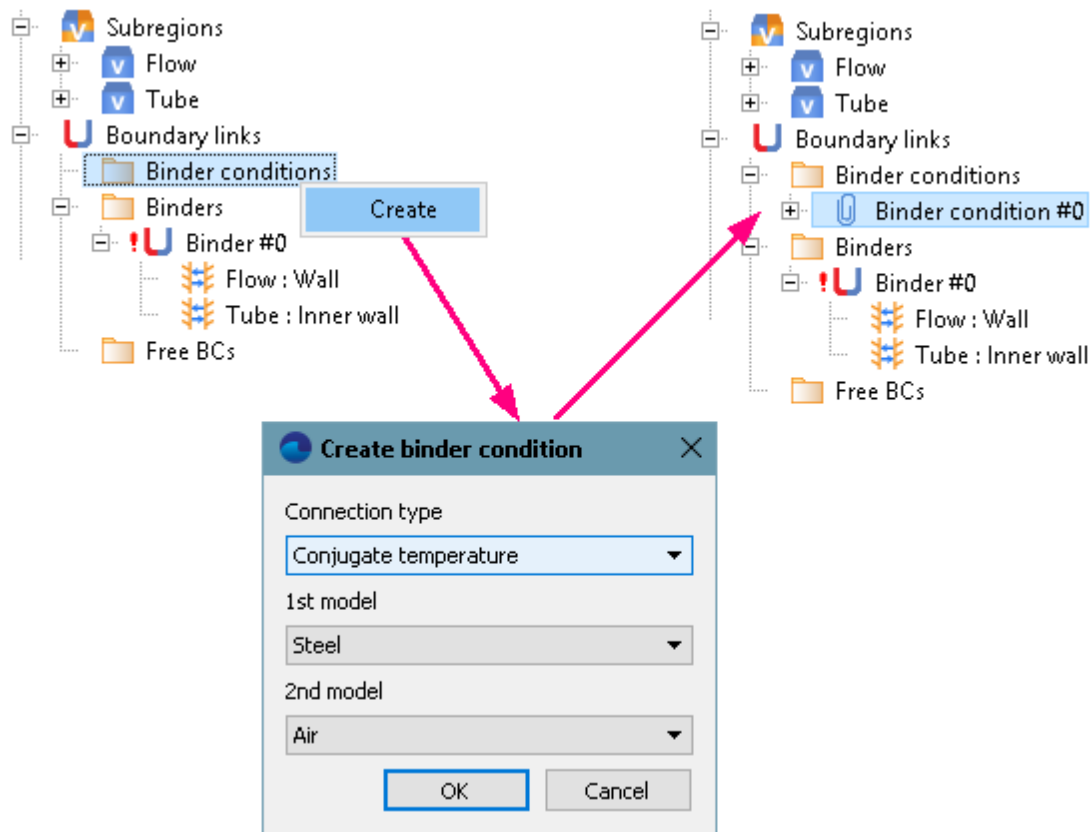 Subregions
Flow
Tube
Boundary links
Binder conditions
Create
Binders
Binder #0
Flow : Wall
Tube : Inner wall
Free BCs
Subregions
Flow
Tube
Boundary links
Binder conditions
Binder condition #0
Binders
Binder #0
Flow : Wall
Tube : Inner wall
Free BCs
Create binder condition
Connection type
Conjugate temperature
1st model
Steel
2nd model
Air
OK Cancel